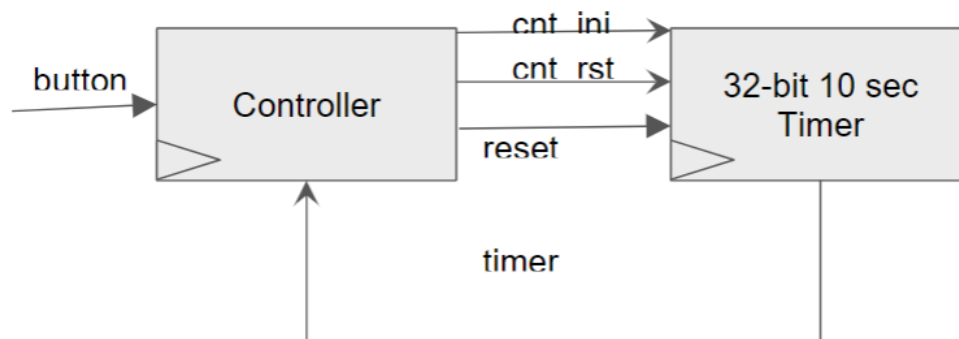 cnt_ini
button
cnt_rst
Controller
32-bit 10 sec
Timer
reset
timer